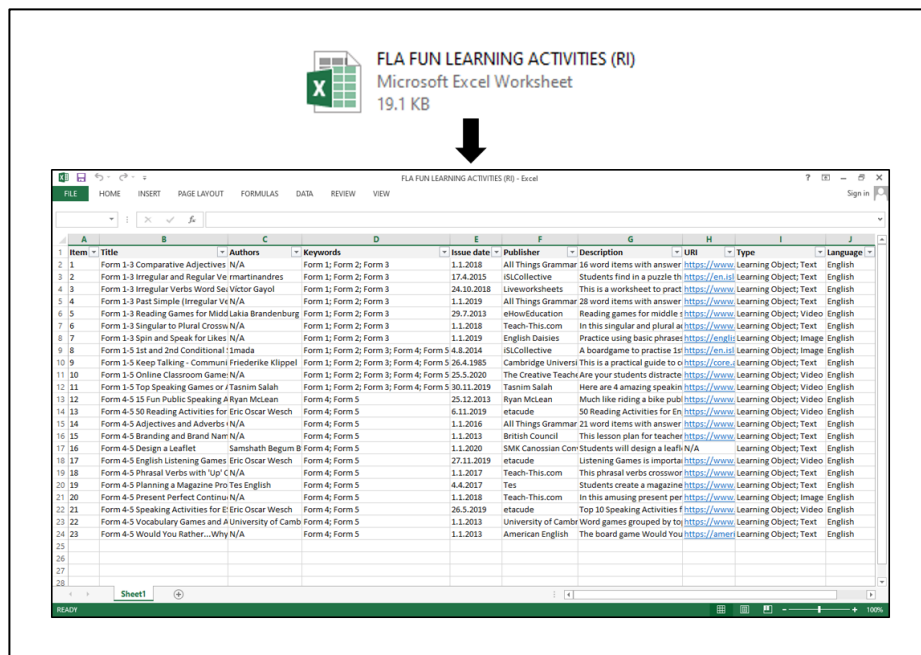 FLA FUN LEARNING ACTIVITIES (RI)
Microsoft Excel Worksheet
19.1 KB
FLA FUN LEARNING ACTIVITIES (RI) - Excel
FILE HOME INSERT PAGE LAYOUT FORMULAS DATA REVIEW VIEW Sign in
A B C D E F G H I J
1 Item Title Authors Keywords Issue date Publisher Description URI Type Language
2 1 Form 1-3 Comparative Adjectives N/A Form 1; Form 2; Form 3 1.1.2018 All Things Grammar 16 word items with answer https://www. Learning Object; Text English
3 2 Form 1-3 Irregular and Regular Ve martinandres Form 1; Form 2; Form 3 17.4.2015 iSLCollective Students find in a puzzle th https://en.isl Learning Object; Text English
4 3 Form 1-3 Irregular Verbs Word Sea Víctor Gayol Form 1; Form 2; Form 3 24.10.2018 Liveworksheets This is a worksheet to pract https://www. Learning Object; Text English
5 4 Form 1-3 Past Simple (Irregular Ve N/A Form 1; Form 2; Form 3 1.1.2019 All Things Grammar 28 word items with answer https://www. Learning Object; Text English
6 5 Form 1-3 Reading Games for Midd Lakia Brandenburg Form 1; Form 2; Form 3 29.7.2013 eHowEducation Reading games for middle s https://www. Learning Object; Video English
7 6 Form 1-3 Singular to Plural Crossw N/A Form 1; Form 2; Form 3 1.1.2018 Teach-This.com In this singular and plural ac https://www. Learning Object; Text English
8 7 Form 1-3 Spin and Speak for Likes N/A Form 1; Form 2; Form 3 1.1.2019 English Daisies Practice using basic phrase https://englis Learning Object; Image English
9 8 Form 1-5 1st and 2nd Conditional S 1mada Form 1; Form 2; Form 3; Form 4; Form 5 4.8.2014 iSLCollective A boardgame to practise 1st https://en.isl Learning Object; Image English
10 9 Form 1-5 Keep Talking - Communi Friederike Klippel Form 1; Form 2; Form 3; Form 4; Form 5 26.4.1985 Cambridge Universi This is a practical guide to c https://core. Learning Object; Text English
11 10 Form 1-5 Online Classroom Game N/A Form 1; Form 2; Form 3; Form 4; Form 5 25.5.2020 The Creative Teache Are your students distracte https://www. Learning Object; Video English
12 11 Form 1-5 Top Speaking Games or A Tasnim Salah Form 1; Form 2; Form 3; Form 4; Form 5 30.11.2019 Tasnim Salah Here are 4 amazing speakin https://www. Learning Object; Video English
13 12 Form 4-5 15 Fun Public Speaking A Ryan McLean Form 4; Form 5 25.12.2013 Ryan McLean Much like riding a bike publ https://www. Learning Object; Text English
14 13 Form 4-5 50 Reading Activities for Eric Oscar Wesch Form 4; Form 5 6.11.2019 etacude 50 Reading Activities for En https://www. Learning Object; Video English
15 14 Form 4-5 Adjectives and Adverbs N/A Form 4; Form 5 1.1.2016 All Things Grammar 21 word items with answer https://www. Learning Object; Text English
16 15 Form 4-5 Branding and Brand Nam N/A Form 4; Form 5 1.1.2013 British Council This lesson plan for teacher https://www. Learning Object; Text English
17 16 Form 4-5 Design a Leaflet Samshath Begum B Form 4; Form 5 1.1.2020 SMK Canossian Con Students will design a leafl N/A Learning Object; Text English
18 17 Form 4-5 English Listening Games Eric Oscar Wesch Form 4; Form 5 27.11.2019 etacude Listening Games is importa https://www. Learning Object; Video English
19 18 Form 4-5 Phrasal Verbs with 'Up' C N/A Form 4; Form 5 1.1.2017 Teach-This.com This phrasal verbs crosswor https://www. Learning Object; Text English
20 19 Form 4-5 Planning a Magazine Pro Tes English Form 4; Form 5 4.4.2017 Tes Students create a magazine https://www. Learning Object; Text English
21 20 Form 4-5 Present Perfect Continu N/A Form 4; Form 5 1.1.2018 Teach-This.com In this amusing present per https://www. Learning Object; Image English
22 21 Form 4-5 Speaking Activities for E Eric Oscar Wesch Form 4; Form 5 26.5.2019 etacude Top 10 Speaking Activities f https://www. Learning Object; Video English
23 22 Form 4-5 Vocabulary Games and A University of Camb Form 4; Form 5 1.1.2013 University of Cambr Word games grouped by to https://www. Learning Object; Text English
24 23 Form 4-5 Would You Rather...Why N/A Form 4; Form 5 1.1.2013 American English The board game Would You https://ameri Learning Object; Text English
25
26
27
28
Sheet1
READY 100%